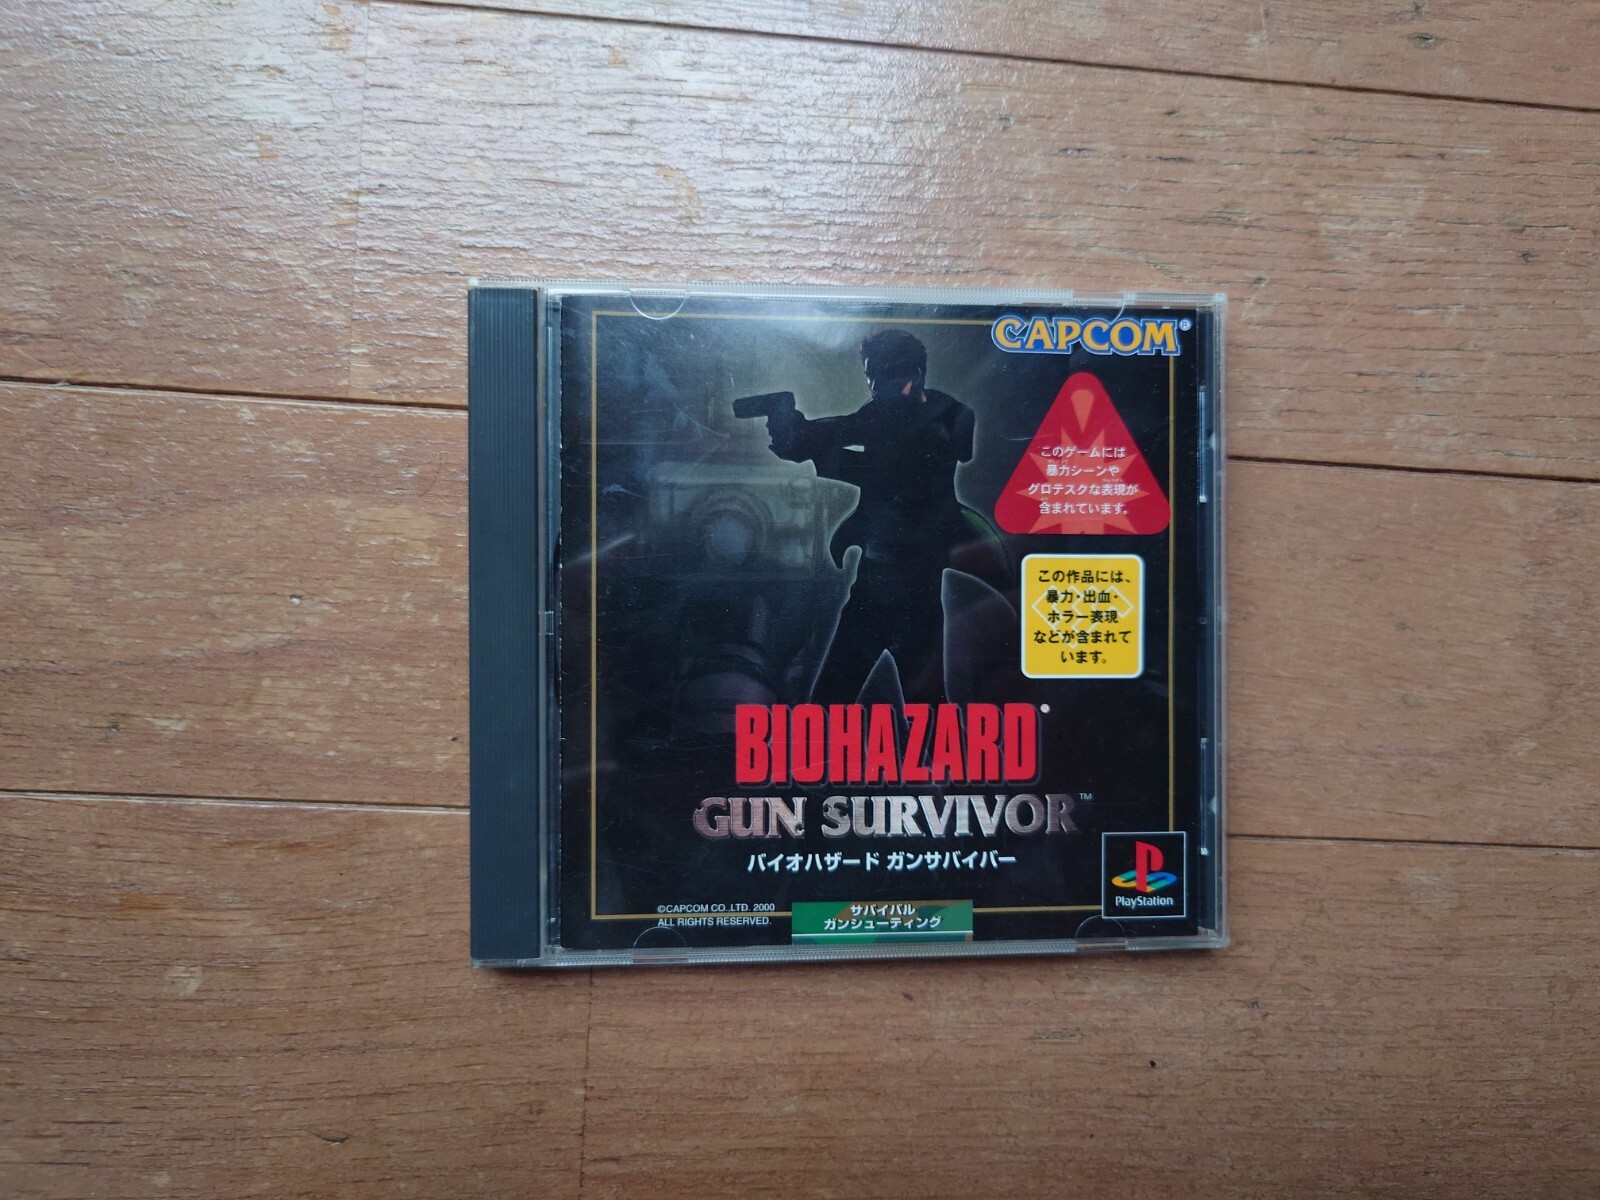 CAPCOM®
このゲームには
暴力シーンや
グロテスクな表現が
含まれています。
この作品には、
暴力・出血・
ホラー表現
などが含まれて
います。
BIOHAZARD®
GUN SURVIVOR™
バイオハザード ガンサバイバー
©CAPCOM CO.,LTD. 2000
ALL RIGHTS RESERVED.
サバイバル
ガンシューティング
PlayStation